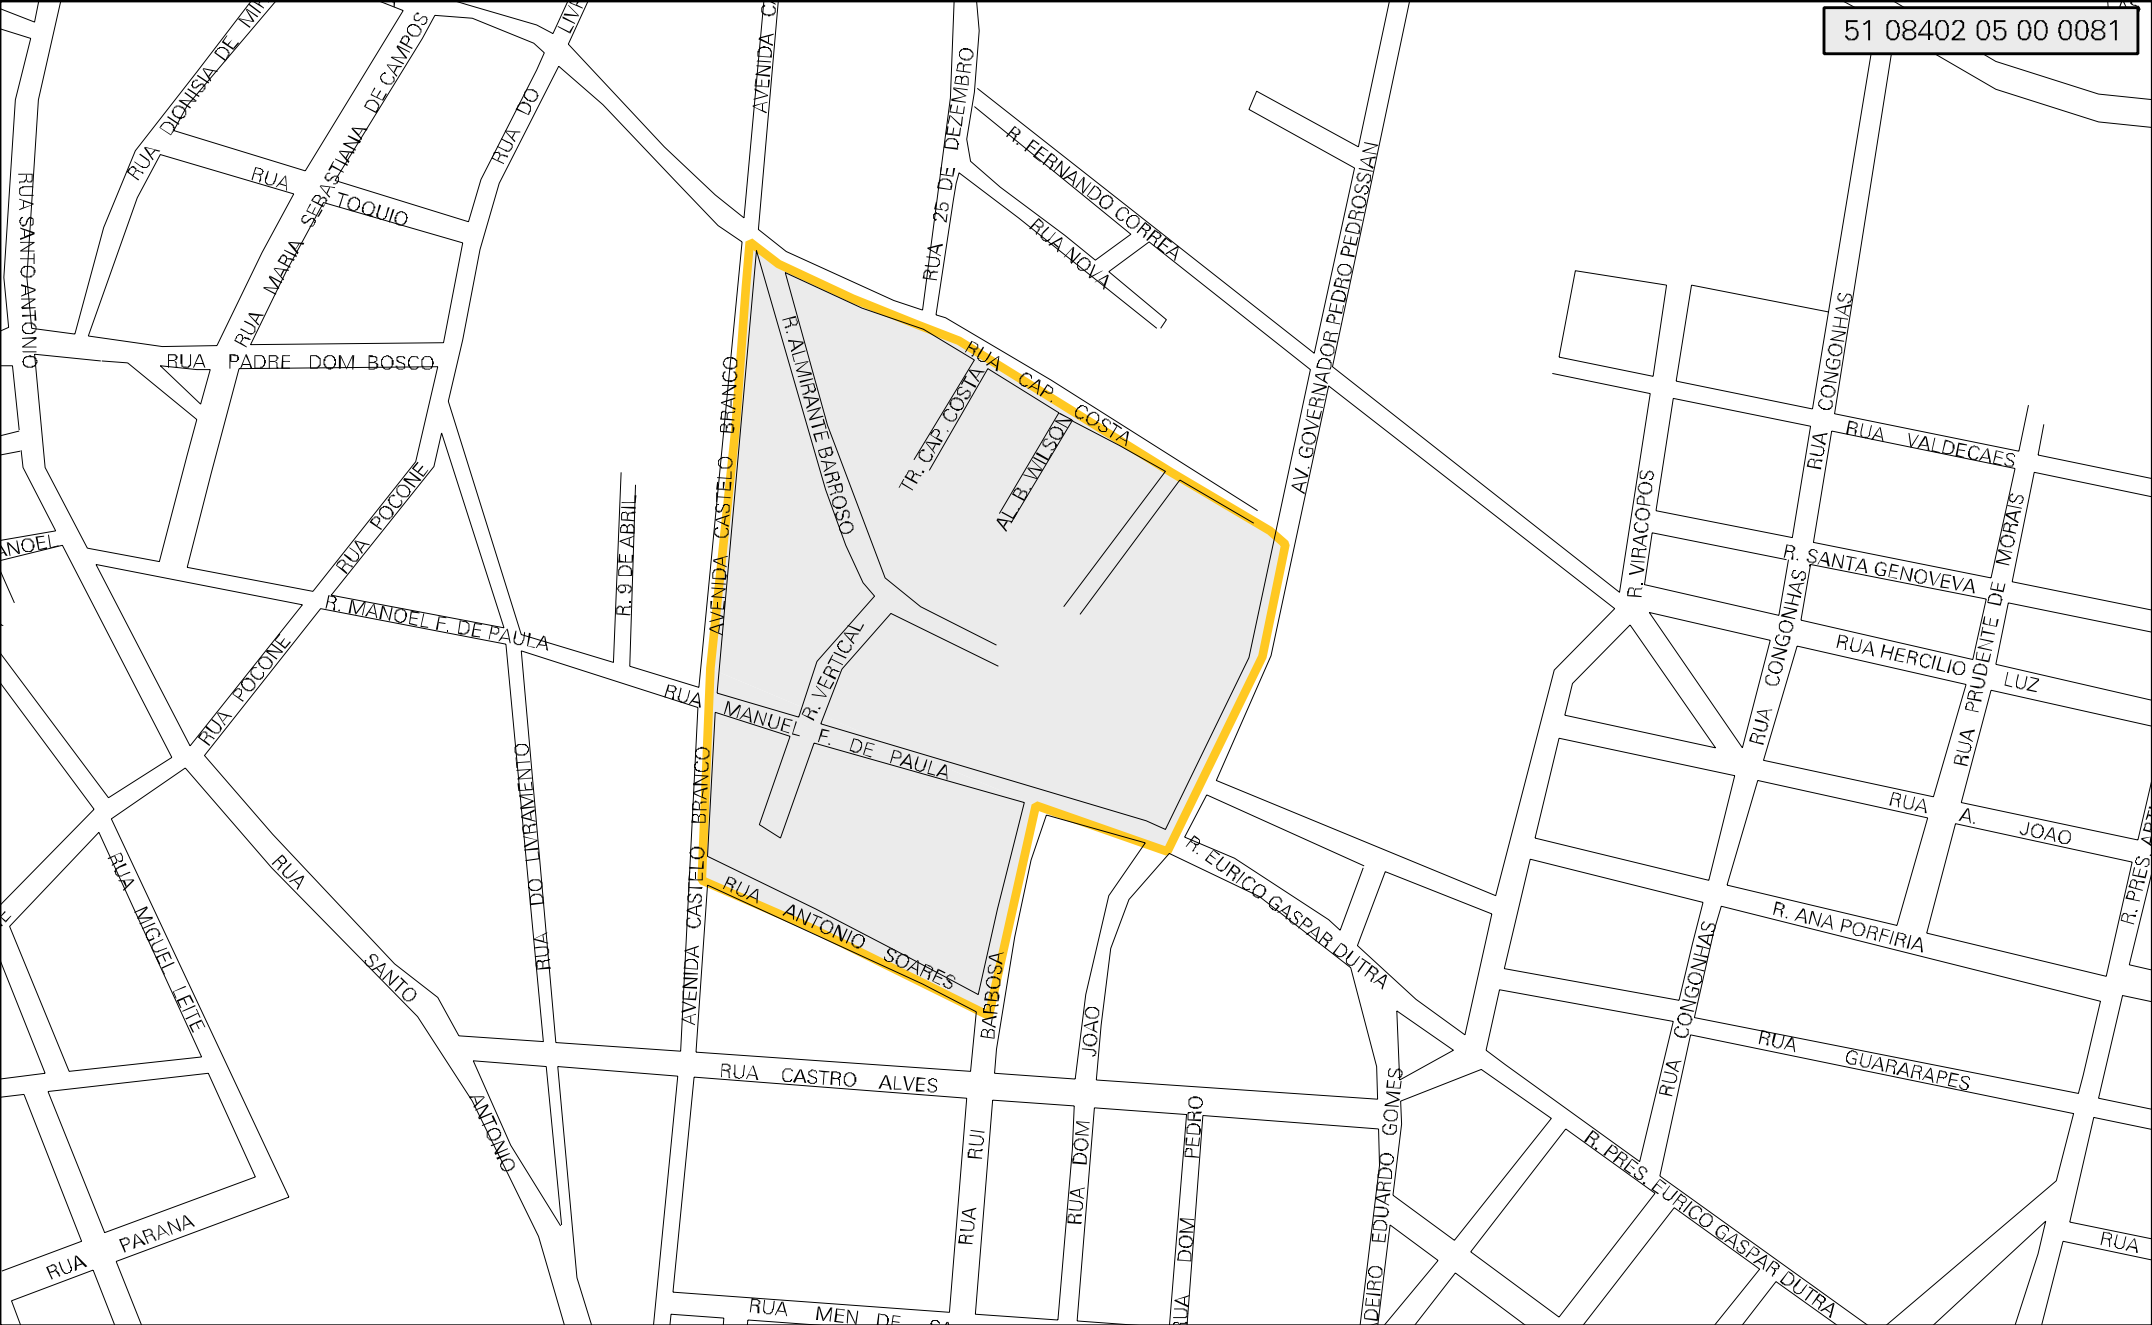 51 08402 05 00 0081
RUA DIONISIA DE
RUA MARIA SEBASTIANA DE CAMPOS
RUA DO
AVENIDA
RUA 25 DE DEZEMBRO
R. FERNANDO CORREA
RUA NOVA
AV. GOVERNADOR PEDRO PEDROSSIAN
RUA SANTO ANTONIO
RUA TOQUIO
RUA PADRE DOM BOSCO
RUA POCONE
R. MANOEL F. DE PAULA
R. 9 DE ABRIL
AVENIDA CASTELO BRANCO
R. ALMIRANTE BARROSO
RUA CAP. COSTA
TR. CAP. COSTA
AL. B. WILSON
R. VERTICAL
RUA MANUEL F. DE PAULA
RUA CONGONHAS
RUA VALDECAES
R. VIRACOPOS
R. SANTA GENOVEVA
RUA PRUDENTE DE MORAIS
RUA HERCILIO LUZ
RUA CONGONHAS
RUA A. JOAO
R. PRES.
R. ANA PORFIRIA
RUA POCONE
RUA DO LIVRAMENTO
AVENIDA CASTELO BRANCO
RUA ANTONIO SOARES
R. EURICO GASPAR DUTRA
RUA MIGUEL LEITE
RUA SANTO ANTONIO
RUA CASTRO ALVES
RUA RUI BARBOSA
RUA DOM JOAO
RUA DOM PEDRO
EDUARDO GOMES
RUA CONGONHAS
RUA GUARARAPES
R. PRES. EURICO GASPAR DUTRA
RUA PARANA
RUA MEN DE
RUA